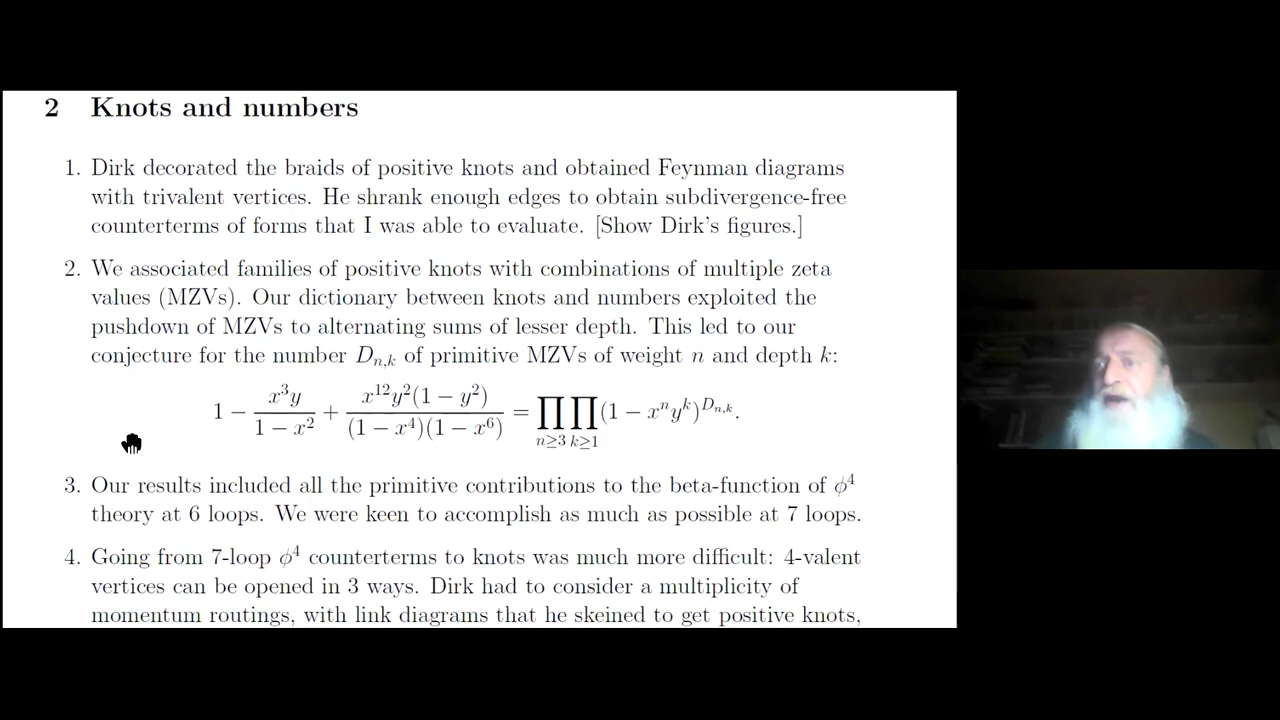 2 Knots and numbers
1. Dirk decorated the braids of positive knots and obtained Feynman diagrams
with trivalent vertices. He shrank enough edges to obtain subdivergence-free
counterterms of forms that I was able to evaluate. [Show Dirk's figures.]
2. We associated families of positive knots with combinations of multiple zeta
values (MZVs). Our dictionary between knots and numbers exploited the
pushdown of MZVs to alternating sums of lesser depth. This led to our
conjecture for the number D_{n,k} of primitive MZVs of weight n and depth k:
1 - \frac{x^3 y}{1 - x^2} + \frac{x^{12} y^2 (1 - y^2)}{(1 - x^4)(1 - x^6)} = \prod_{n≥3} \prod_{k≥1} (1 - x^n y^k)^{D_{n,k}}.
3. Our results included all the primitive contributions to the beta-function of ϕ^4
theory at 6 loops. We were keen to accomplish as much as possible at 7 loops.
4. Going from 7-loop ϕ^4 counterterms to knots was much more difficult: 4-valent
vertices can be opened in 3 ways. Dirk had to consider a multiplicity of
momentum routings, with link diagrams that he skeined to get positive knots,